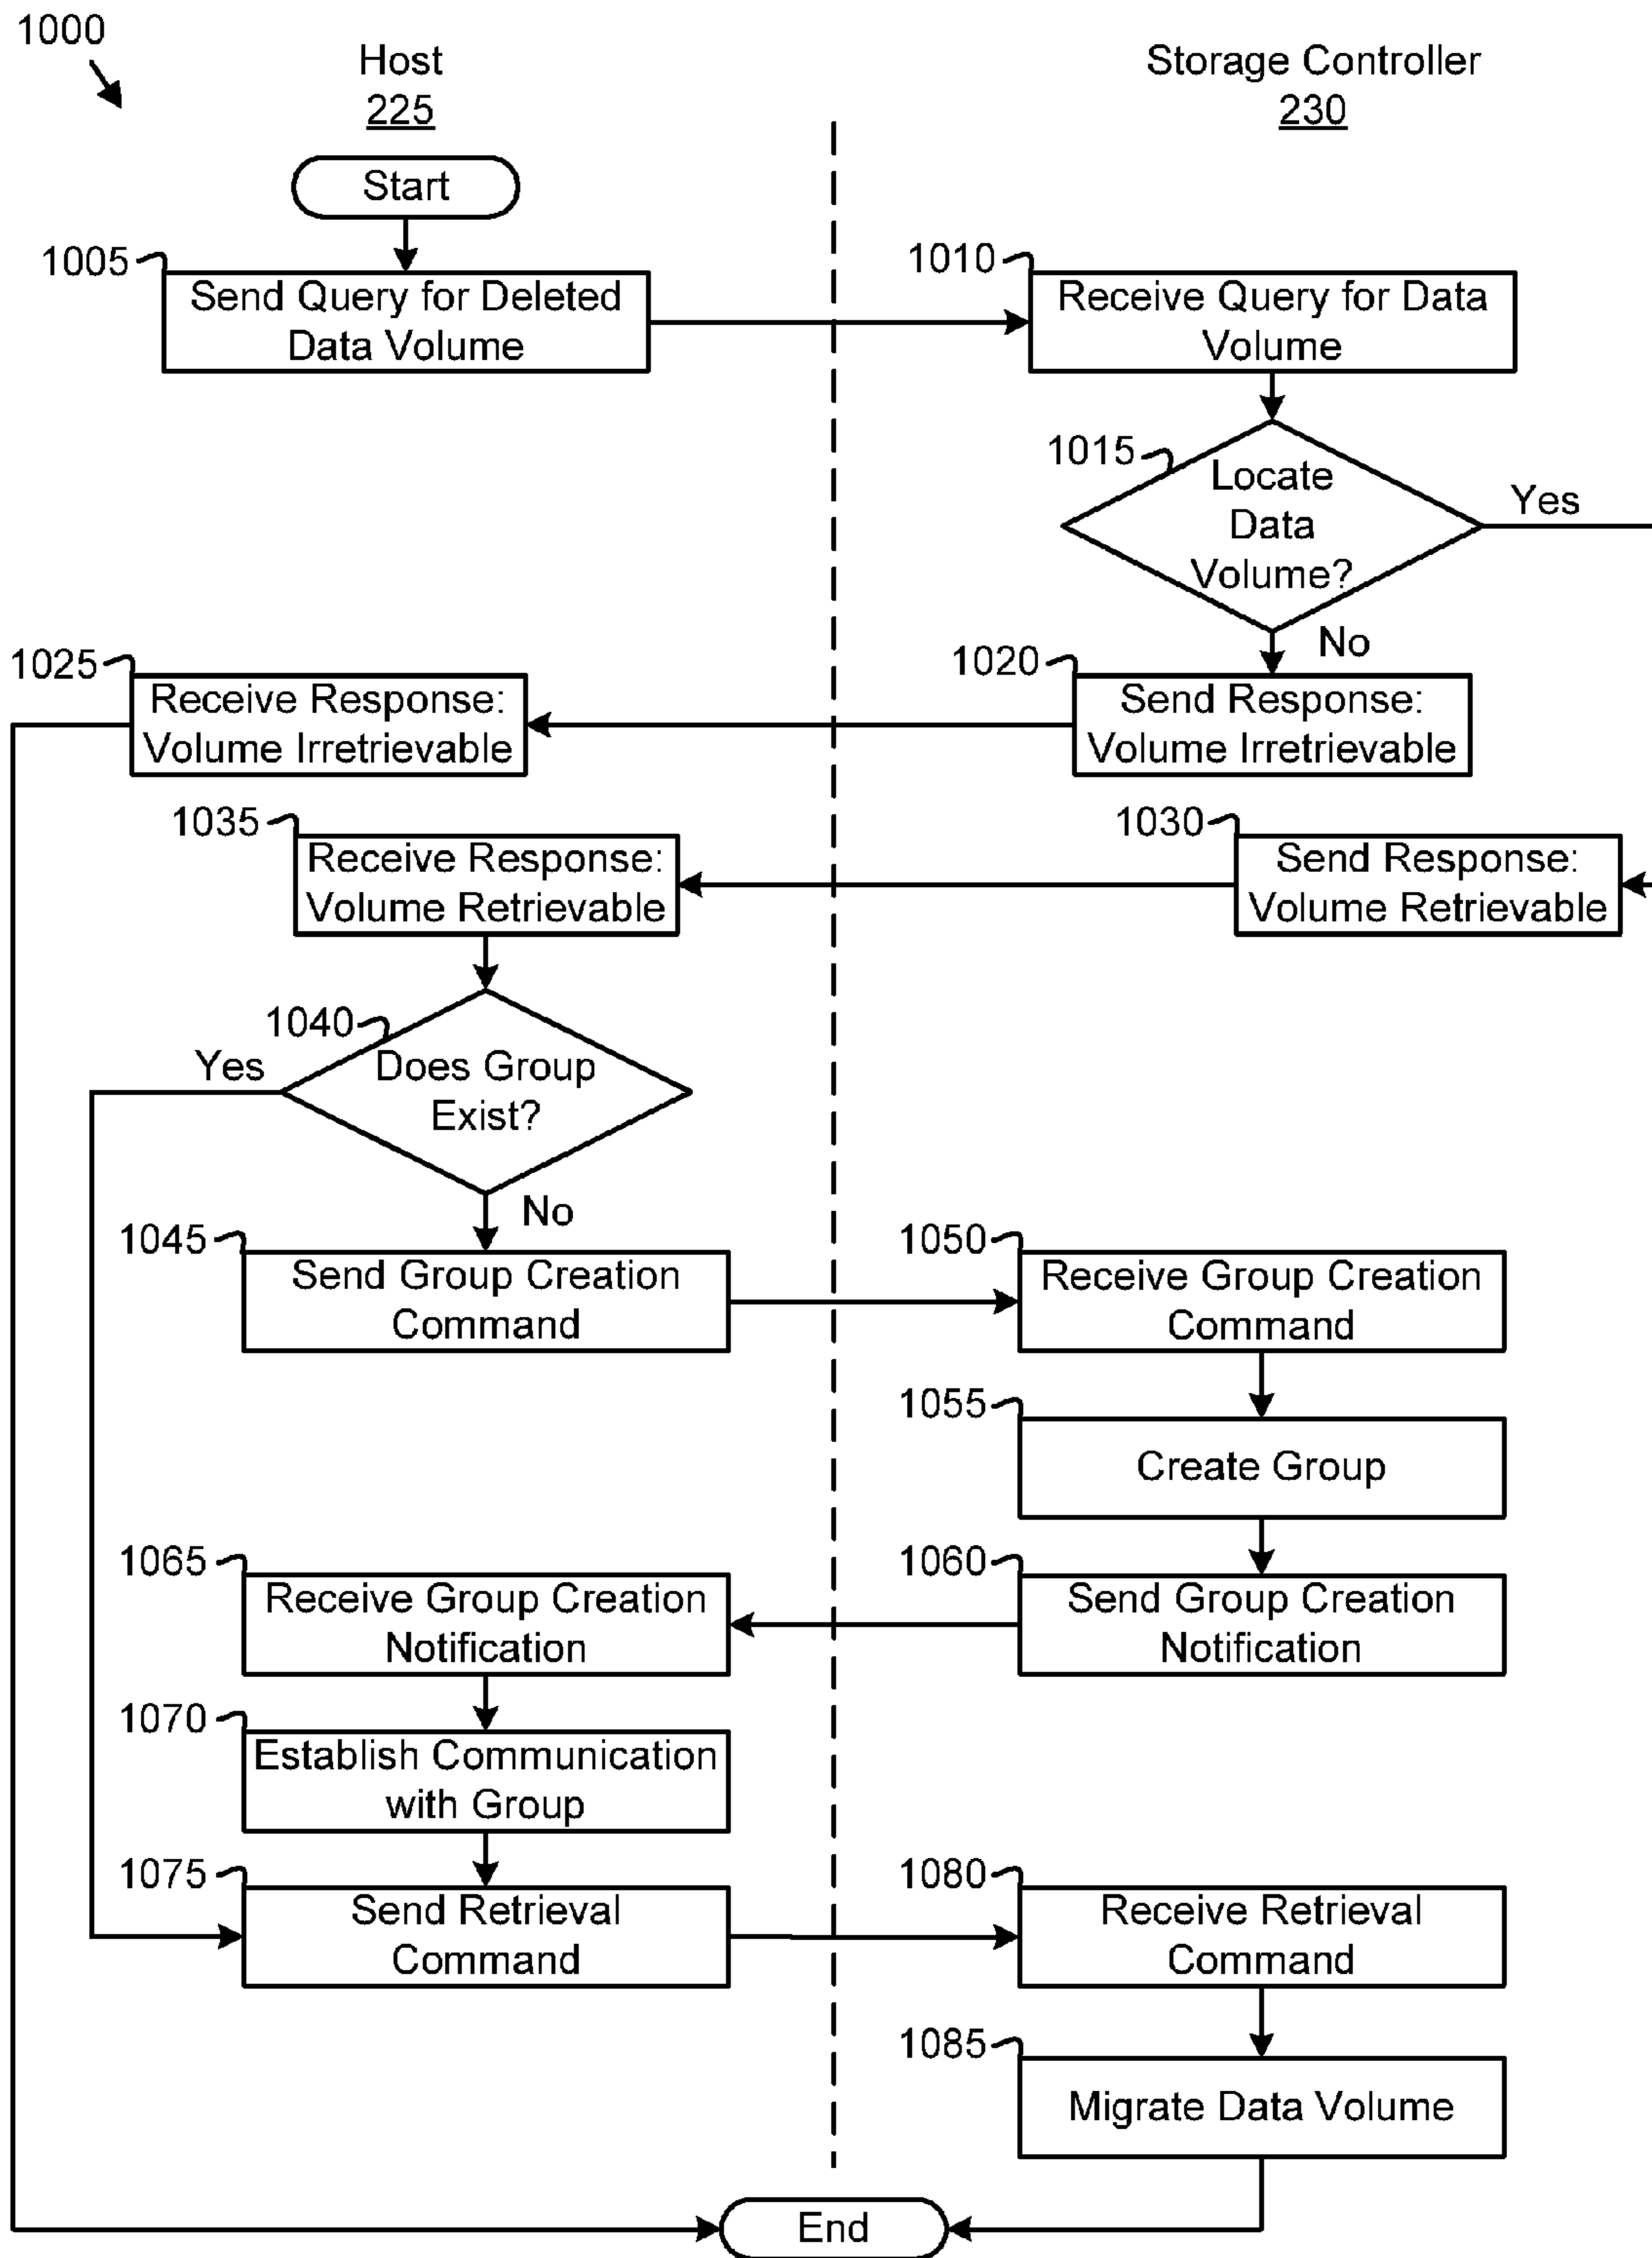 1000
Host
225
Storage Controller
230
Start
1005
Send Query for Deleted
Data Volume
1010
Receive Query for Data
Volume
1015
Locate
Data
Volume?
Yes
No
1025
Receive Response:
Volume Irretrievable
1020
Send Response:
Volume Irretrievable
1035
Receive Response:
Volume Retrievable
1030
Send Response:
Volume Retrievable
1040
Does Group
Exist?
Yes
No
1045
Send Group Creation
Command
1050
Receive Group Creation
Command
1055
Create Group
1065
Receive Group Creation
Notification
1060
Send Group Creation
Notification
1070
Establish Communication
with Group
1075
Send Retrieval
Command
1080
Receive Retrieval
Command
1085
Migrate Data Volume
End